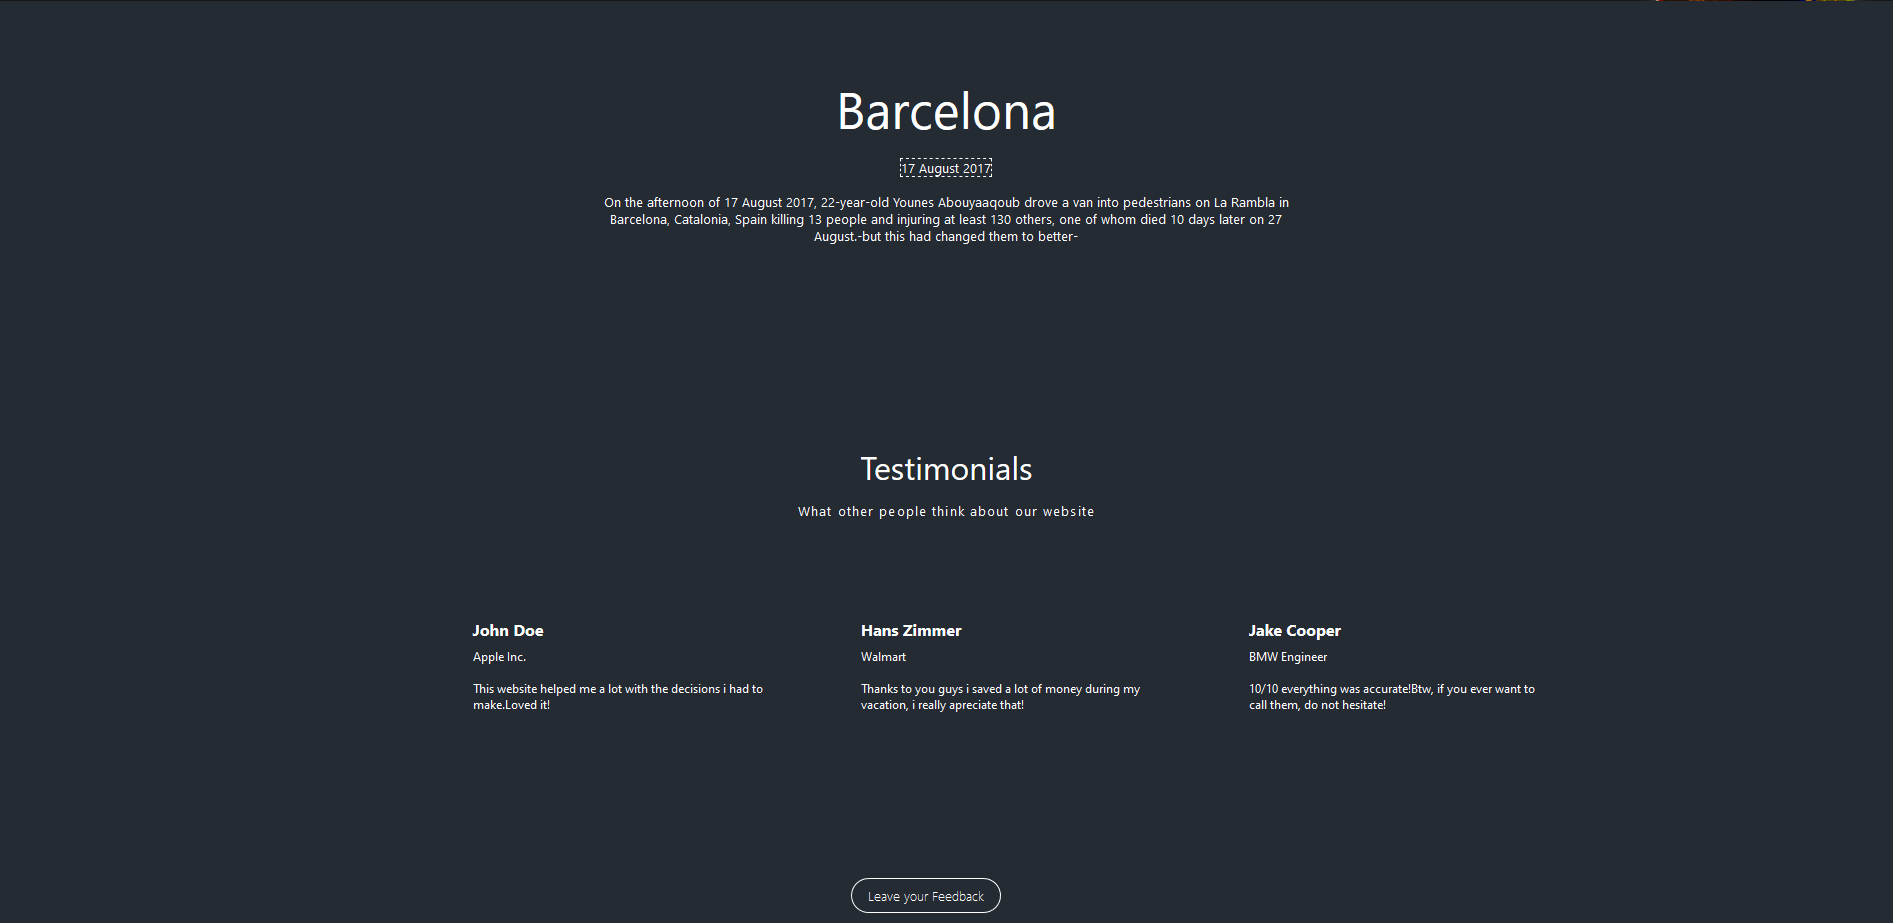 Barcelona
17 August 2017
On the afternoon of 17 August 2017, 22-year-old Younes Abouyaaqoub drove a van into pedestrians on La Rambla in
Barcelona, Catalonia, Spain killing 13 people and injuring at least 130 others, one of whom died 10 days later on 27
August.-but this had changed them to better-
Testimonials
What other people think about our website
John Doe
Apple Inc.
This website helped me a lot with the decisions i had to
make.Loved it!
Hans Zimmer
Walmart
Thanks to you guys i saved a lot of money during my
vacation, i really apreciate that!
Jake Cooper
BMW Engineer
10/10 everything was accurate!Btw, if you ever want to
call them, do not hesitate!
Leave your Feedback